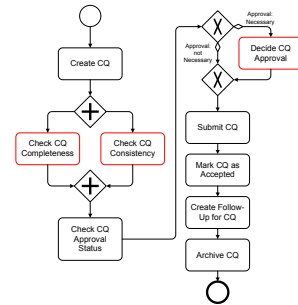 Create CQ
Check CQ
Completeness
Check CQ
Consistency
Check CQ
Approval
Status
Approval:
Necessary
Approval:
not
Necessary
Decide CQ
Approval
Submit CQ
Mark CQ as
Accepted
Create Follow-
Up for CQ
Archive CQ